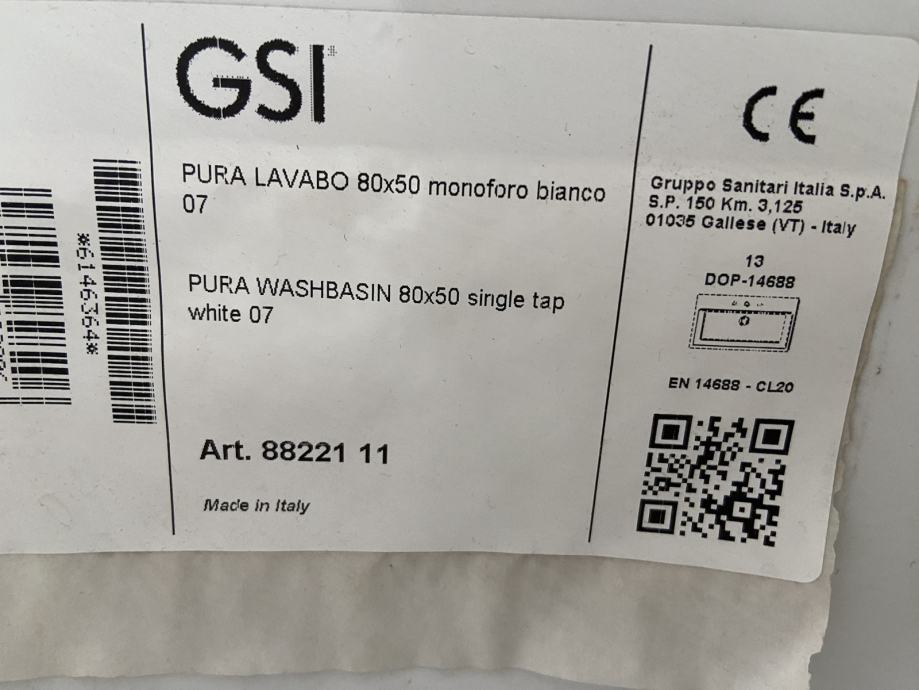 GSI
PURA LAVABO 80x50 monoforo bianco
07
PURA WASHBASIN 80x50 single tap
white 07
Art. 88221 11
Made in Italy
*6146364*
CE
Gruppo Sanitari Italia S.p.A.
S.P. 150 Km. 3,125
01035 Gallese (VT) - Italy
13
DOP-14688
EN 14688 - CL20